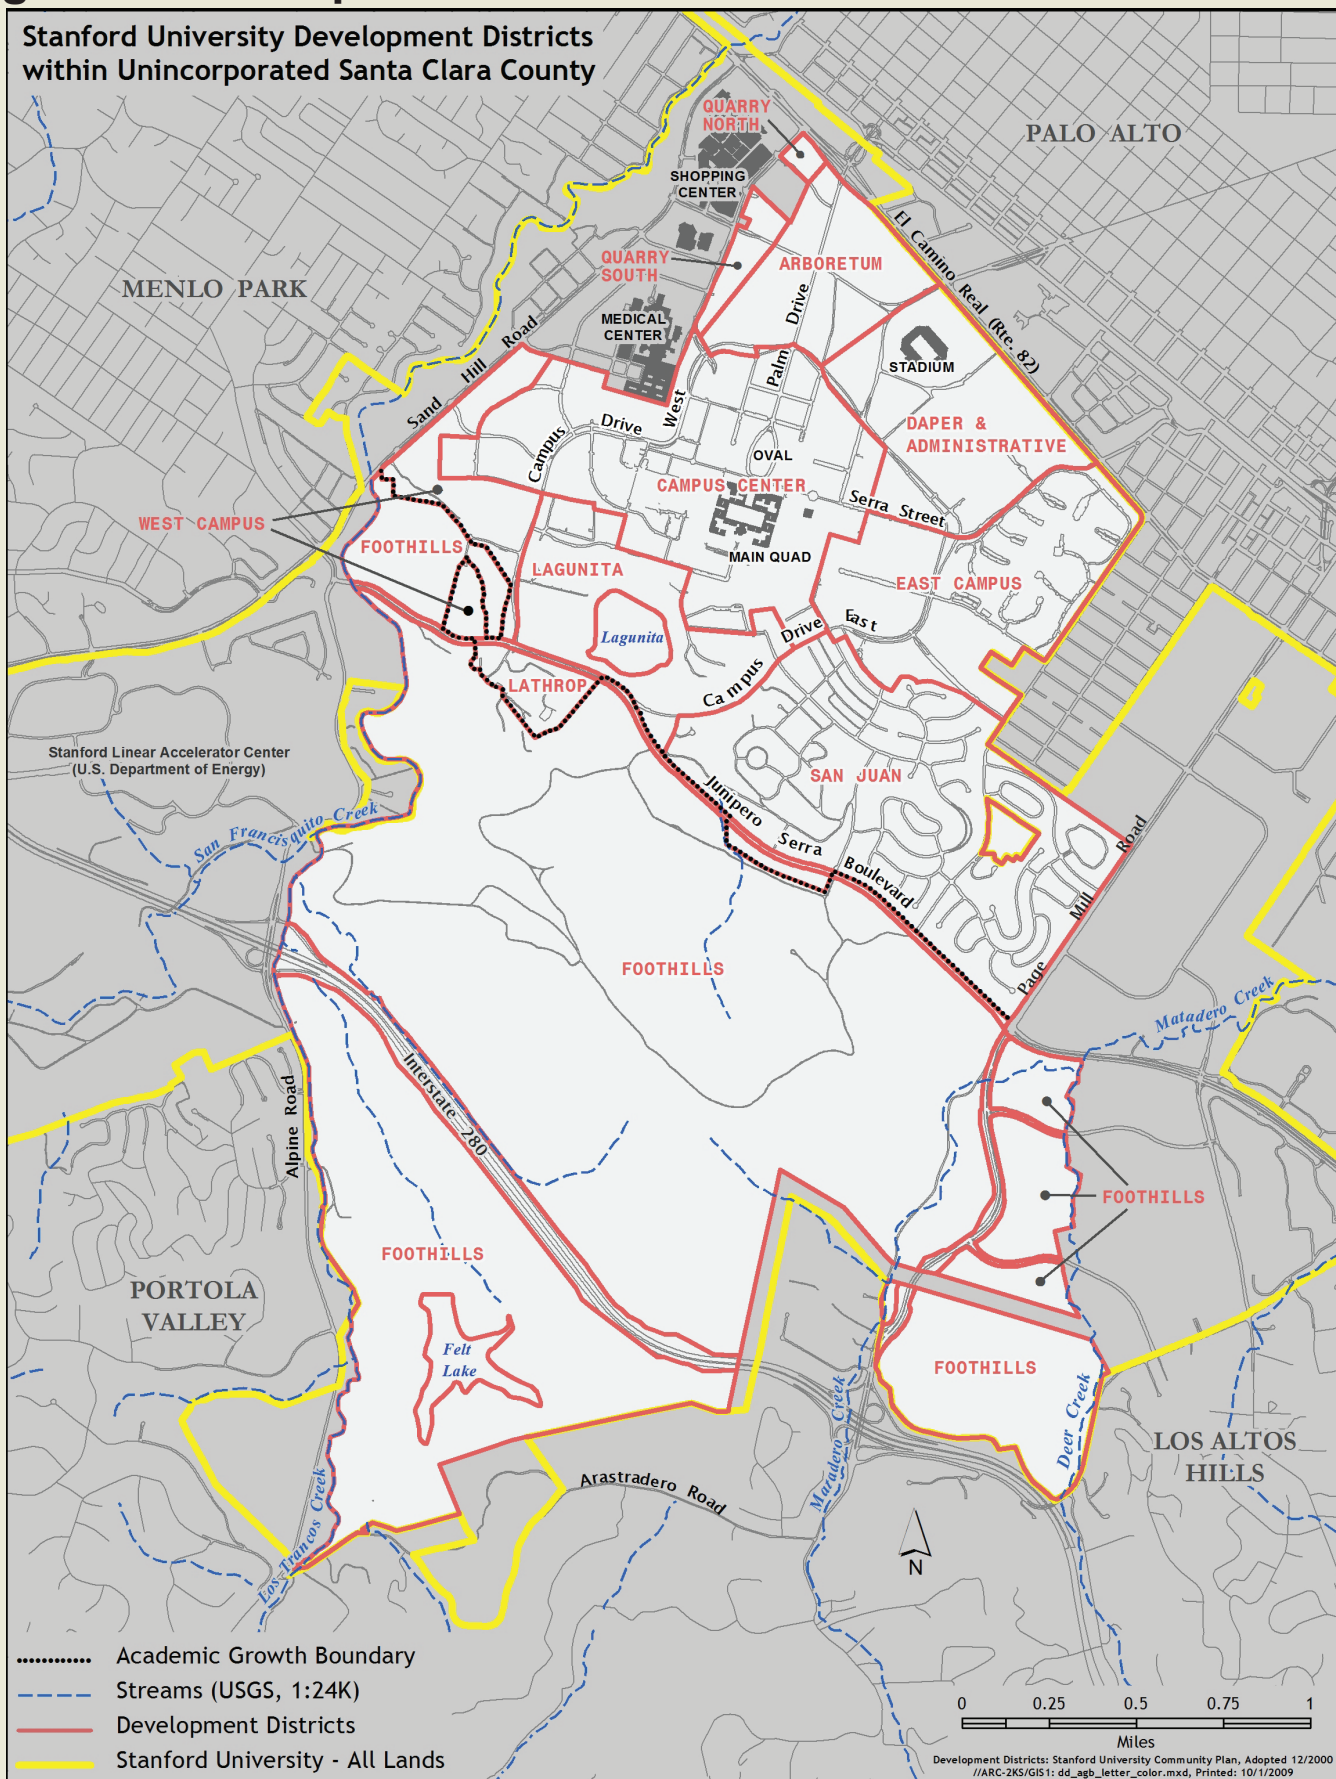 Stanford University Development Districts
within Unincorporated Santa Clara County
QUARRY
NORTH
PALO ALTO
SHOPPING
CENTER
El Camino Real (Rte. 82)
QUARRY
SOUTH
ARBORETUM
MENLO PARK
Palm Drive
MEDICAL
CENTER
Sand Hill Road
STADIUM
Campus Drive West
DAPER &
ADMINISTRATIVE
OVAL
CAMPUS CENTER
Serra Street
WEST CAMPUS
FOOTHILLS
MAIN QUAD
LAGUNITA
EAST CAMPUS
Lagunita
Campus Drive East
LATHROP
Stanford Linear Accelerator Center
(U.S. Department of Energy)
SAN JUAN
San Francisquito Creek
Junipero Serra Boulevard
Page Mill Road
FOOTHILLS
Matadero Creek
Interstate 280
Alpine Road
FOOTHILLS
FOOTHILLS
PORTOLA
VALLEY
Felt
Lake
FOOTHILLS
Matadero Creek
Deer Creek
LOS ALTOS
HILLS
Arastradero Road
Los Trancos Creek
N
Academic Growth Boundary
Streams (USGS, 1:24K)
Development Districts
Stanford University - All Lands
0 0.25 0.5 0.75 1
Miles
Development Districts: Stanford University Community Plan, Adopted 12/2000
//ARC-2KS/GIS1: dd_agb_letter_color.mxd, Printed: 10/1/2009